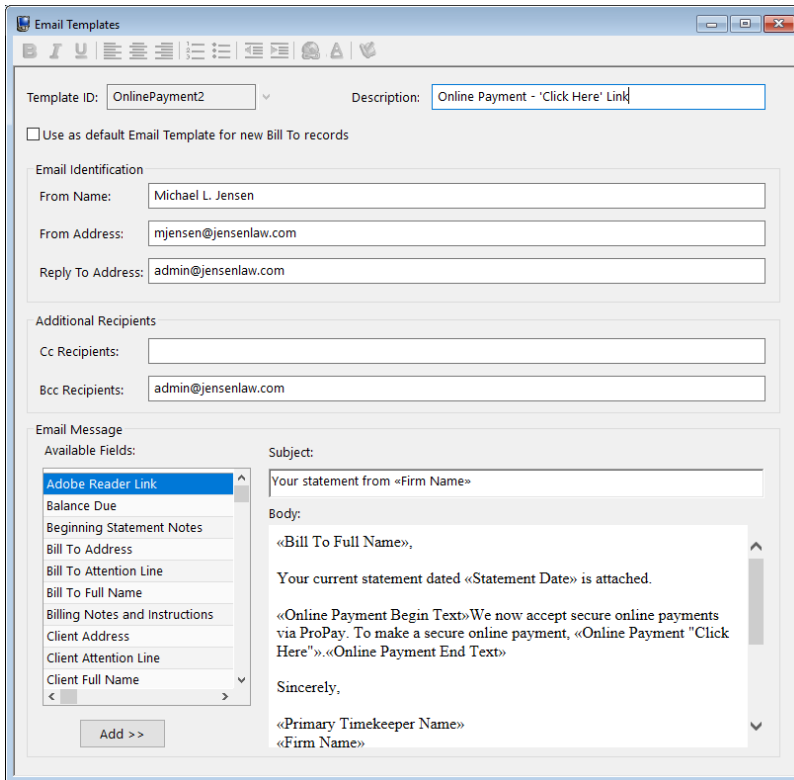 Email Templates
B I U
Template ID: OnlinePayment2 Description: Online Payment - 'Click Here' Link
Use as default Email Template for new Bill To records
Email Identification
From Name: Michael L. Jensen
From Address: mjensen@jensenlaw.com
Reply To Address: admin@jensenlaw.com
Additional Recipients
Cc Recipients:
Bcc Recipients: admin@jensenlaw.com
Email Message
Available Fields:
Adobe Reader Link
Balance Due
Beginning Statement Notes
Bill To Address
Bill To Attention Line
Bill To Full Name
Billing Notes and Instructions
Client Address
Client Attention Line
Client Full Name
Add >>
Subject:
Your statement from «Firm Name»
Body:
«Bill To Full Name»,
Your current statement dated «Statement Date» is attached.
«Online Payment Begin Text»We now accept secure online payments
via ProPay. To make a secure online payment, «Online Payment "Click
Here"».«Online Payment End Text»
Sincerely,
«Primary Timekeeper Name»
«Firm Name»